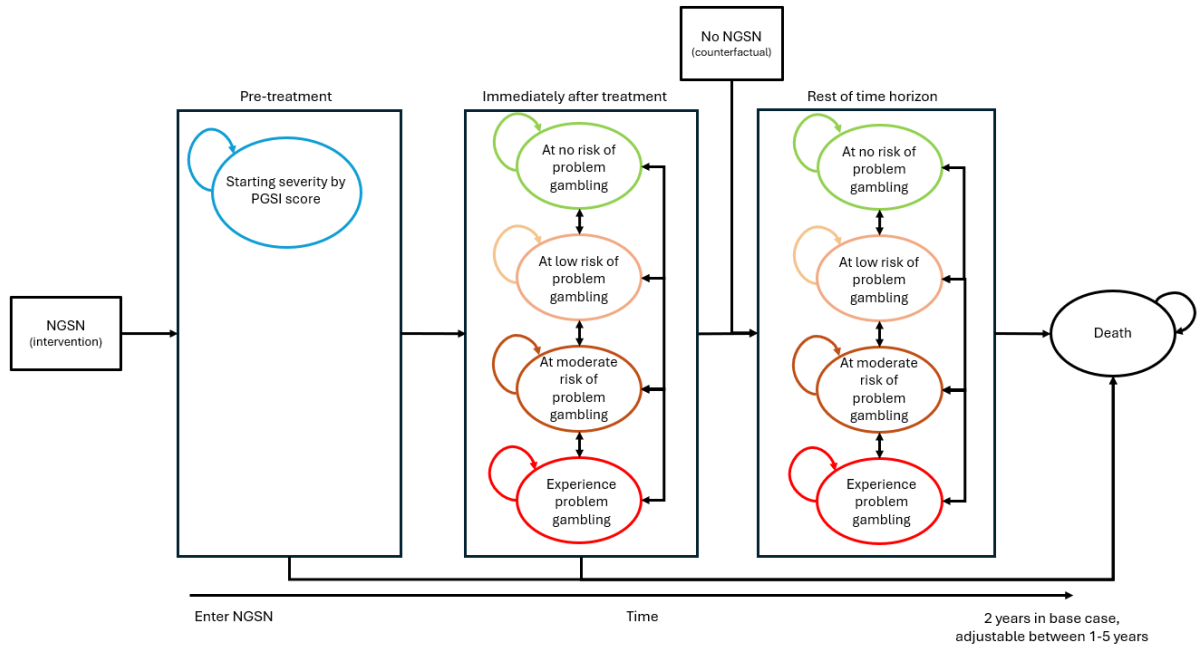 No NGSN
(counterfactual)
Pre-treatment
Immediately after treatment
Rest of time horizon
Starting severity by
PGSI score
At no risk of
problem
gambling
At low risk of
problem
gambling
At moderate
risk of
problem
gambling
Experience
problem
gambling
At no risk of
problem
gambling
At low risk of
problem
gambling
At moderate
risk of
problem
gambling
Experience
problem
gambling
NGSN
(intervention)
Death
Enter NGSN
Time
2 years in base case,
adjustable between 1-5 years